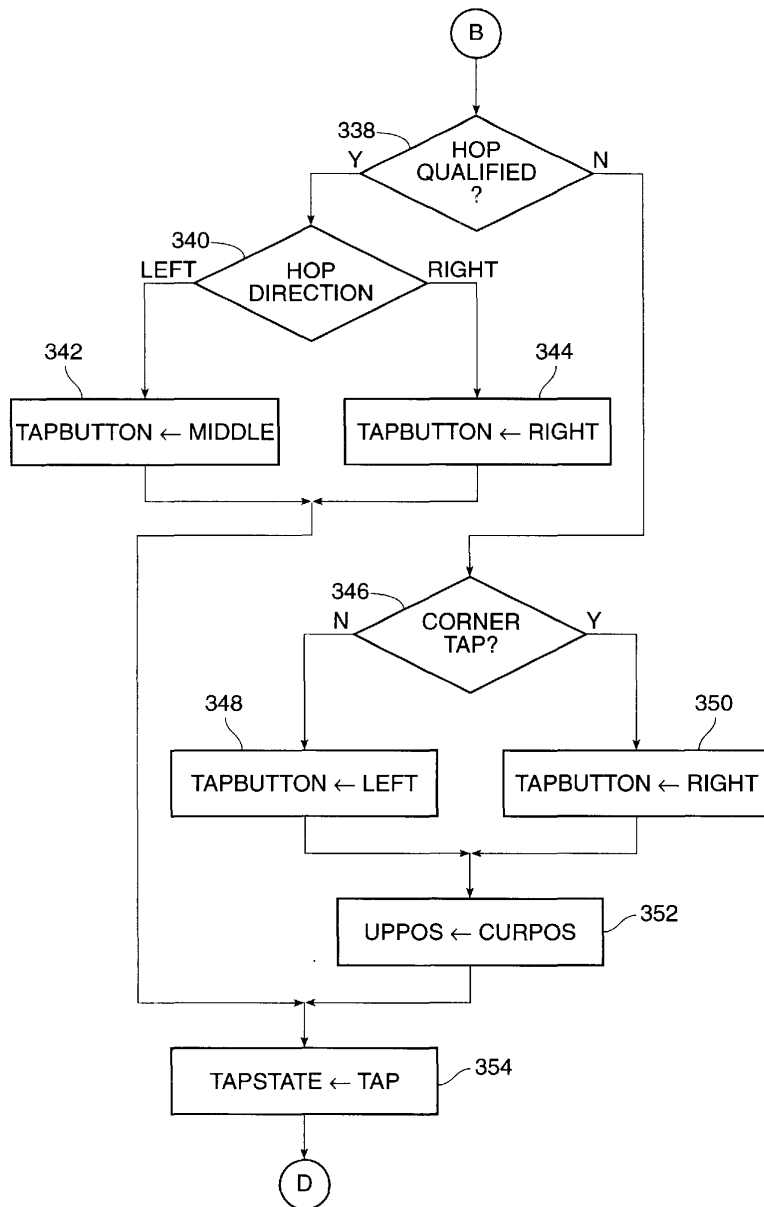 B
338
HOP
QUALIFIED
?
Y
N
340
HOP
DIRECTION
LEFT
RIGHT
342
344
TAPBUTTON ← MIDDLE
TAPBUTTON ← RIGHT
346
CORNER
TAP?
N
Y
348
350
TAPBUTTON ← LEFT
TAPBUTTON ← RIGHT
UPPOS ← CURPOS
352
TAPSTATE ← TAP
354
D